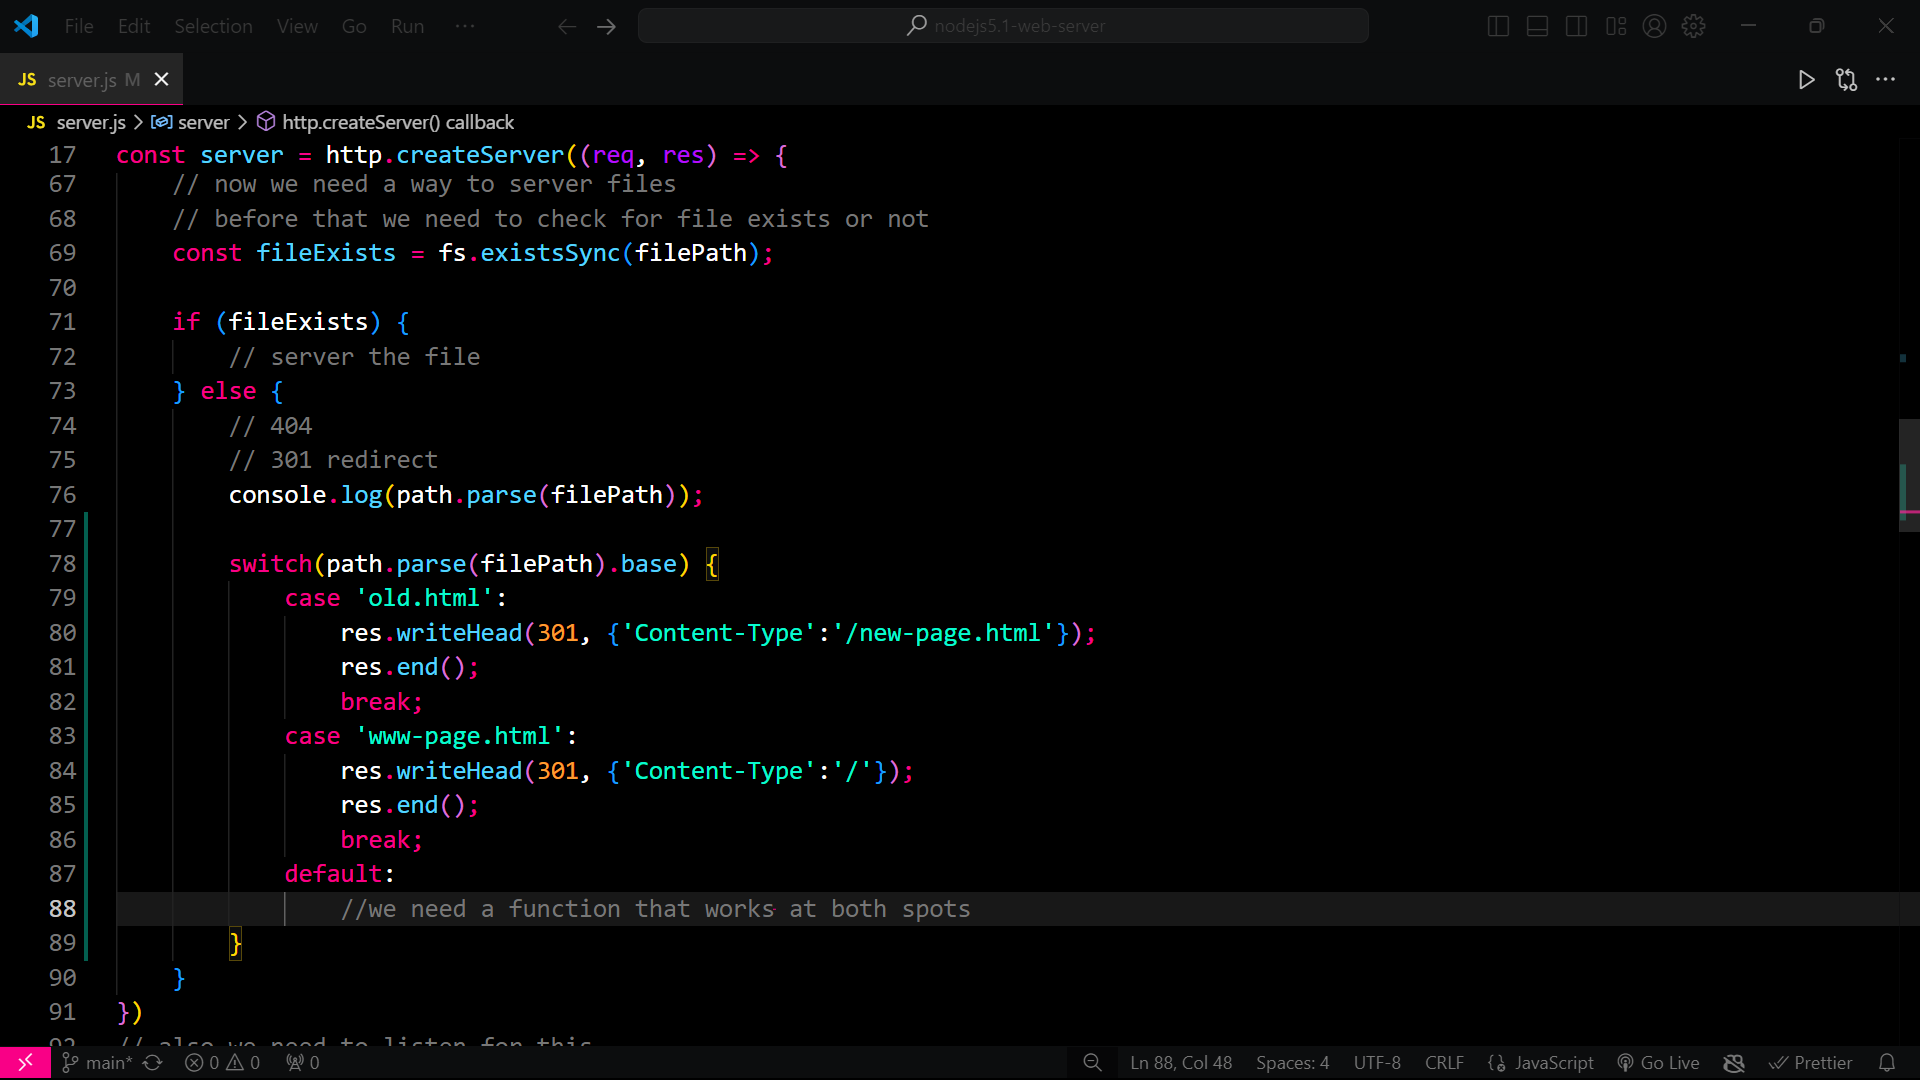 File Edit Selection View Go Run ··· nodejs5.1-web-server
JS server.js M
JS server.js > server > http.createServer() callback
17 const server = http.createServer((req, res) => {
67 // now we need a way to server files
68 // before that we need to check for file exists or not
69 const fileExists = fs.existsSync(filePath);
70
71 if (fileExists) {
72 // server the file
73 } else {
74 // 404
75 // 301 redirect
76 console.log(path.parse(filePath));
77
78 switch(path.parse(filePath).base) {
79 case 'old.html':
80 res.writeHead(301, {'Content-Type':'/new-page.html'});
81 res.end();
82 break;
83 case 'www-page.html':
84 res.writeHead(301, {'Content-Type':'/'});
85 res.end();
86 break;
87 default:
88 //we need a function that works at both spots
89 }
90 }
91 })
92 // also we need to listen for this
main* 0 0 0 Ln 88, Col 48 Spaces: 4 UTF-8 CRLF JavaScript Go Live Prettier